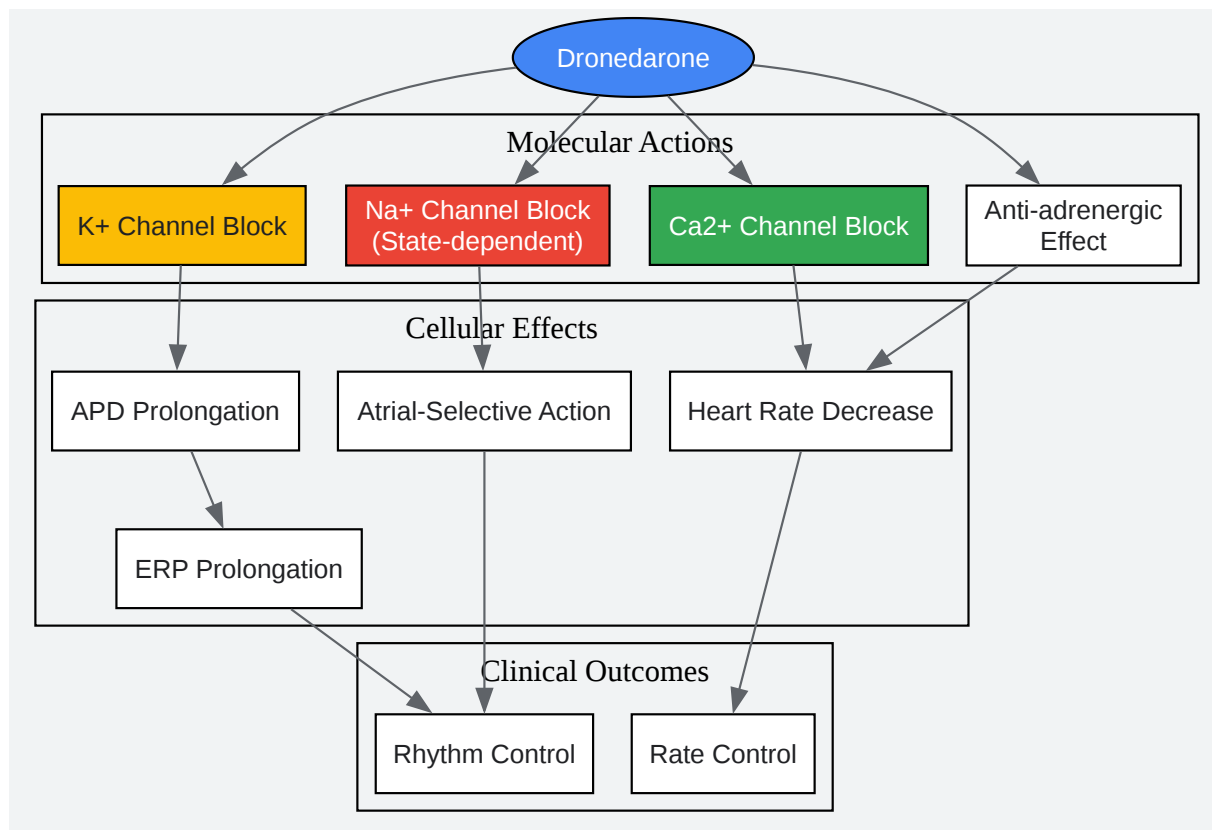 Dronedarone
Molecular Actions
K+ Channel Block
Na+ Channel Block
(State-dependent)
Ca2+ Channel Block
Anti-adrenergic
Effect
Cellular Effects
APD Prolongation
Atrial-Selective Action
Heart Rate Decrease
ERP Prolongation
Clinical Outcomes
Rhythm Control
Rate Control